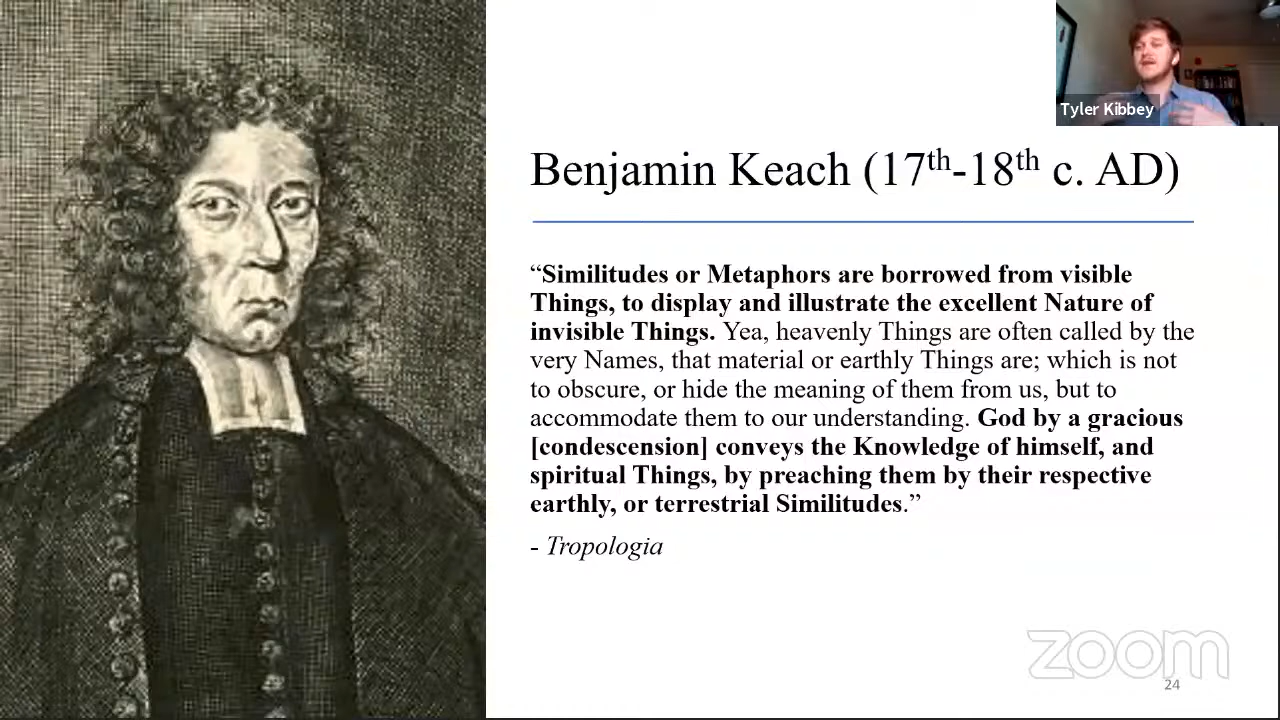 Tyler Kibbey
Benjamin Keach (17th-18th c. AD)
“Similitudes or Metaphors are borrowed from visible
Things, to display and illustrate the excellent Nature of
invisible Things. Yea, heavenly Things are often called by the
very Names, that material or earthly Things are; which is not
to obscure, or hide the meaning of them from us, but to
accommodate them to our understanding. God by a gracious
[condescension] conveys the Knowledge of himself, and
spiritual Things, by preaching them by their respective
earthly, or terrestrial Similitudes.”
- Tropologia
zoom
24